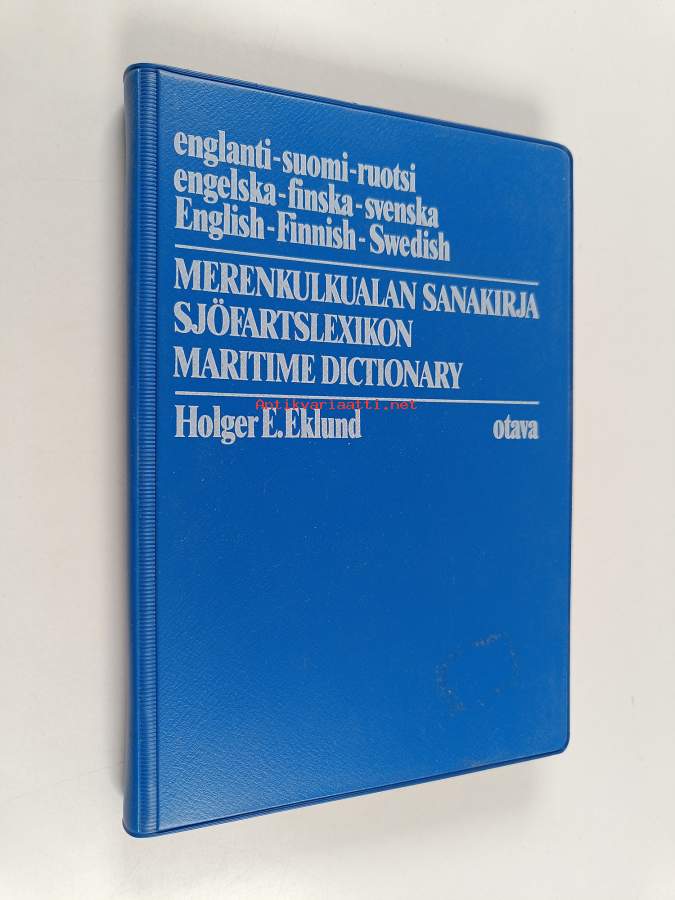 englanti-suomi-ruotsi
engelska-finska-svenska
English-Finnish-Swedish
MERENKULKUALAN SANAKIRJA
SJÖFARTSLEXIKON
MARITIME DICTIONARY
Antikvariaatti.net
Holger E. Eklund otava